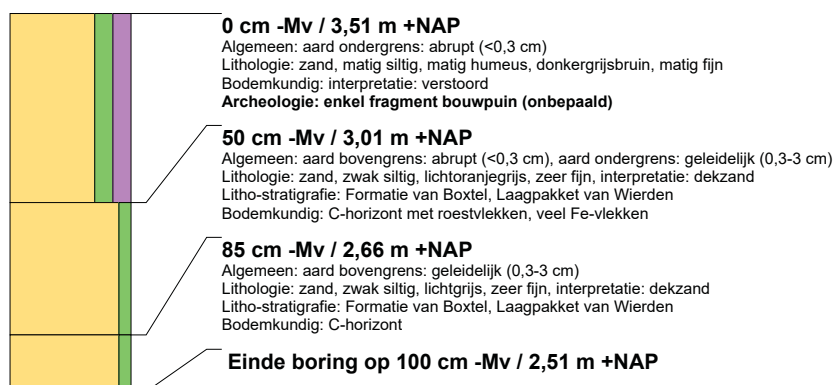 0 cm -Mv / 3,51 m +NAP
Algemeen: aard ondergrens: abrupt (<0,3 cm)
Lithologie: zand, matig siltig, matig humeus, donkergrijsbruin, matig fijn
Bodemkundig: interpretatie: verstoord
Archeologie: enkel fragment bouwpuin (onbepaald)
50 cm -Mv / 3,01 m +NAP
Algemeen: aard bovengrens: abrupt (<0,3 cm), aard ondergrens: geleidelijk (0,3-3 cm)
Lithologie: zand, zwak siltig, lichtoranjegrijs, zeer fijn, interpretatie: dekzand
Litho-stratigrafie: Formatie van Boxtel, Laagpakket van Wierden
Bodemkundig: C-horizont met roestvlekken, veel Fe-vlekken
85 cm -Mv / 2,66 m +NAP
Algemeen: aard bovengrens: geleidelijk (0,3-3 cm)
Lithologie: zand, zwak siltig, lichtgrijs, zeer fijn, interpretatie: dekzand
Litho-stratigrafie: Formatie van Boxtel, Laagpakket van Wierden
Bodemkundig: C-horizont
Einde boring op 100 cm -Mv / 2,51 m +NAP